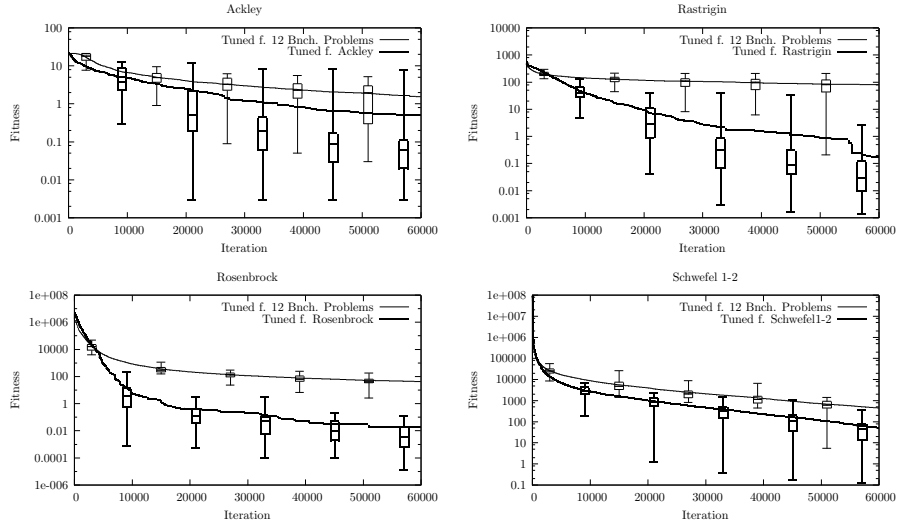 Ackley
100
10
1
0.1
0.01
0.001
Fitness
Tuned f. 12 Bnch. Problems
Tuned f. Ackley
0 10000 20000 30000 40000 50000 60000
Iteration
Rastrigin
10000
1000
100
10
1
0.1
0.01
0.001
Fitness
Tuned f. 12 Bnch. Problems
Tuned f. Rastrigin
0 10000 20000 30000 40000 50000 60000
Iteration
Rosenbrock
1e+008
1e+006
10000
100
1
0.01
0.0001
1e-006
Fitness
Tuned f. 12 Bnch. Problems
Tuned f. Rosenbrock
0 10000 20000 30000 40000 50000 60000
Iteration
Schwefel 1-2
1e+008
1e+007
1e+006
100000
10000
1000
100
10
1
0.1
Fitness
Tuned f. 12 Bnch. Problems
Tuned f. Schwefel1-2
0 10000 20000 30000 40000 50000 60000
Iteration